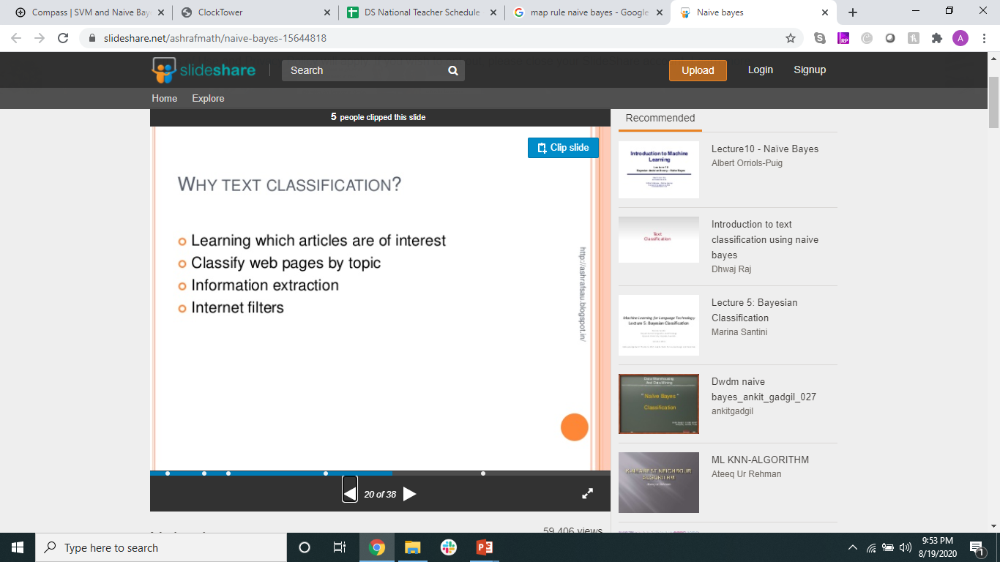 Compass | SVM and Naive Bay
ClockTower
DS National Teacher Schedule
map rule naive bayes - Google
Naive bayes
slideshare.net/ashrafmath/naive-bayes-15644818
A
slideshare
Search
Upload
Login
Signup
Home
Explore
5 people clipped this slide
Clip slide
WHY TEXT CLASSIFICATION?
Learning which articles are of interest
Classify web pages by topic
Information extraction
Internet filters
http://ashrafsau.blogspot.in/
20 of 38
59,406 views
Recommended
Introduction to Machine
Learning
Lecture10 - Naïve Bayes
Albert Orriols-Puig
Text
Classification
Introduction to text
classification using naive
bayes
Dhwaj Raj
Machine Learning for Language Technology
Lecture 5: Bayesian Classification
Lecture 5: Bayesian
Classification
Marina Santini
Data Warehousing
And Data Mining
" Naïve Bayes "
Classification
Dwdm naive
bayes_ankit_gadgil_027
ankitgadgil
K-NEAREST NEIGHBOUR
ALGORITHM
ML KNN-ALGORITHM
Ateeq Ur Rehman
Type here to search
9:53 PM
8/19/2020
1